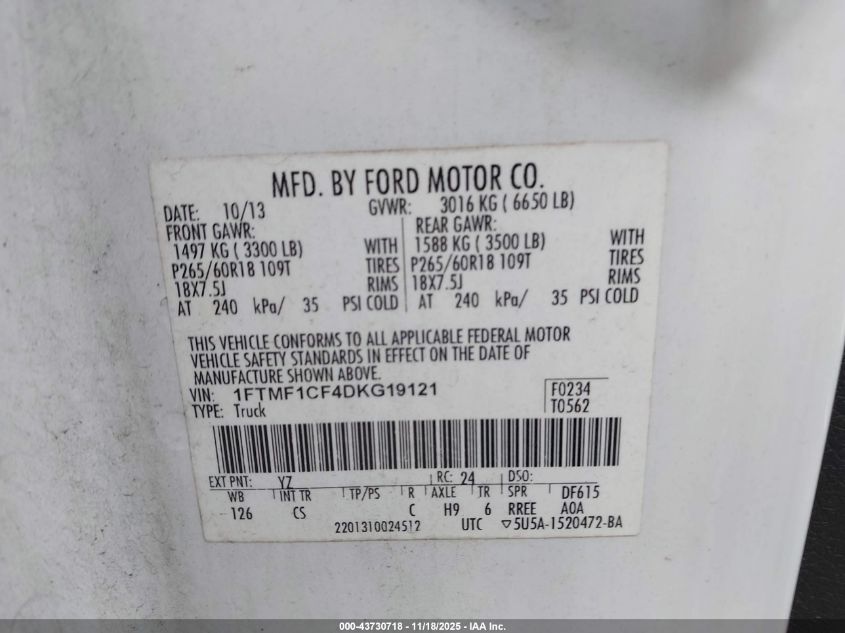 MFD. BY FORD MOTOR CO.
DATE: 10/13 GVWR: 3016 KG ( 6650 LB)
FRONT GAWR: REAR GAWR:
1497 KG ( 3300 LB) WITH 1588 KG ( 3500 LB) WITH
P265/60R18 109T TIRES P265/60R18 109T TIRES
18X7.5J RIMS 18X7.5J RIMS
AT 240 kPa/ 35 PSI COLD AT 240 kPa/ 35 PSI COLD
THIS VEHICLE CONFORMS TO ALL APPLICABLE FEDERAL MOTOR
VEHICLE SAFETY STANDARDS IN EFFECT ON THE DATE OF
MANUFACTURE SHOWN ABOVE.
VIN: 1FTMF1CF4DKG19121 F0234
TYPE: Truck T0562
EXT PNT: YZ RC: 24 DSO:
WB INT TR TP/PS R AXLE TR SPR DF615
126 CS C H9 6 RREE AOA
2201310024512 UTC ▽5U5A-1520472-BA
000-43730718 - 11/18/2025 - IAA Inc.